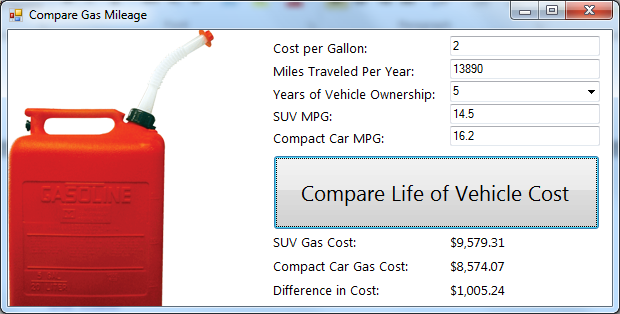 Compare Gas Mileage
Cost per Gallon: 2
Miles Traveled Per Year: 13890
Years of Vehicle Ownership: 5
SUV MPG: 14.5
Compact Car MPG: 16.2
GASOLINE
Compare Life of Vehicle Cost
SUV Gas Cost: $9,579.31
Compact Car Gas Cost: $8,574.07
Difference in Cost: $1,005.24